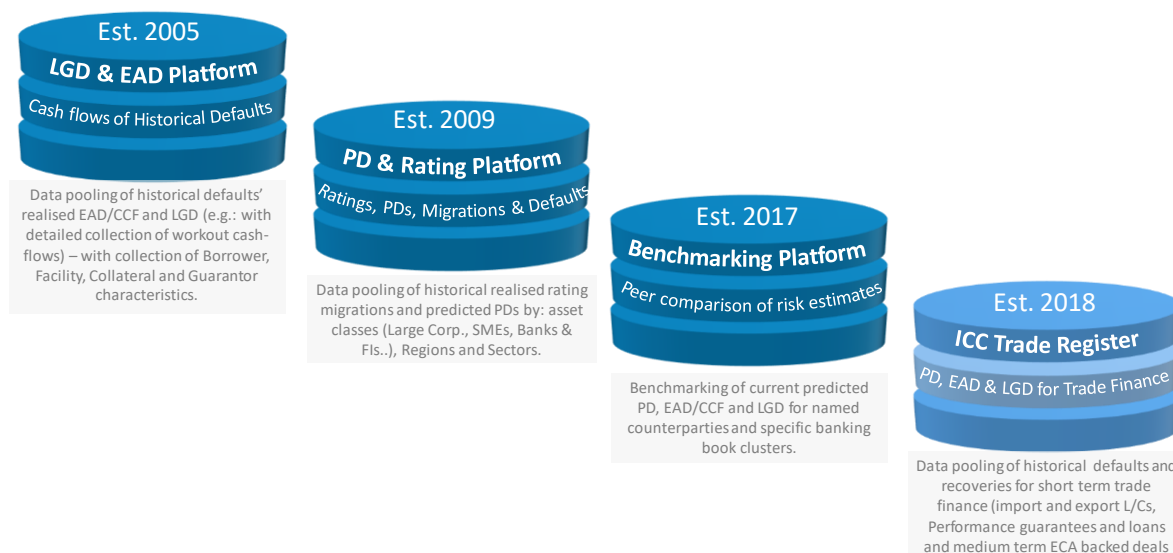 Est. 2005
LGD & EAD Platform
Cash flows of Historical Defaults
Data pooling of historical defaults'
realised EAD/CCF and LGD (e.g.: with
detailed collection of workout cash-
flows) – with collection of Borrower,
Facility, Collateral and Guarantor
characteristics.
Est. 2009
PD & Rating Platform
Ratings, PDs, Migrations & Defaults
Data pooling of historical realised rating
migrations and predicted PDs by: asset
classes (Large Corp., SMEs, Banks &
FIs..), Regions and Sectors.
Est. 2017
Benchmarking Platform
Peer comparison of risk estimates
Benchmarking of current predicted
PD, EAD/CCF and LGD for named
counterparties and specific banking
book clusters.
Est. 2018
ICC Trade Register
PD, EAD & LGD for Trade Finance
Data pooling of historical defaults and
recoveries for short term trade
finance (import and export L/Cs,
Performance guarantees and loans
and medium term ECA backed deals